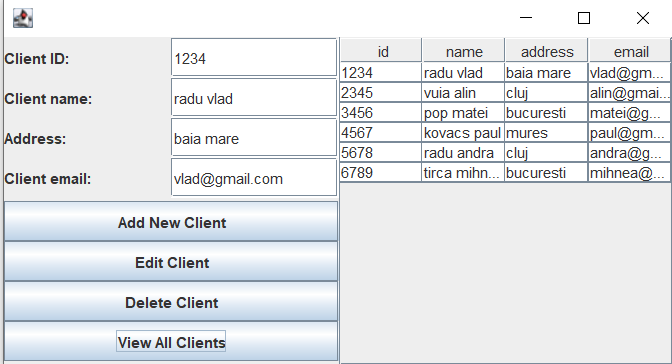 Client ID: 1234
Client name: radu vlad
Address: baia mare
Client email: vlad@gmail.com
Add New Client
Edit Client
Delete Client
View All Clients
id name address email
1234 radu vlad baia mare vlad@gm...
2345 vuia alin cluj alin@gmai...
3456 pop matei bucuresti matei@g...
4567 kovacs paul mures paul@gm...
5678 radu andra cluj andra@g...
6789 tirca mihn... bucuresti mihnea@...